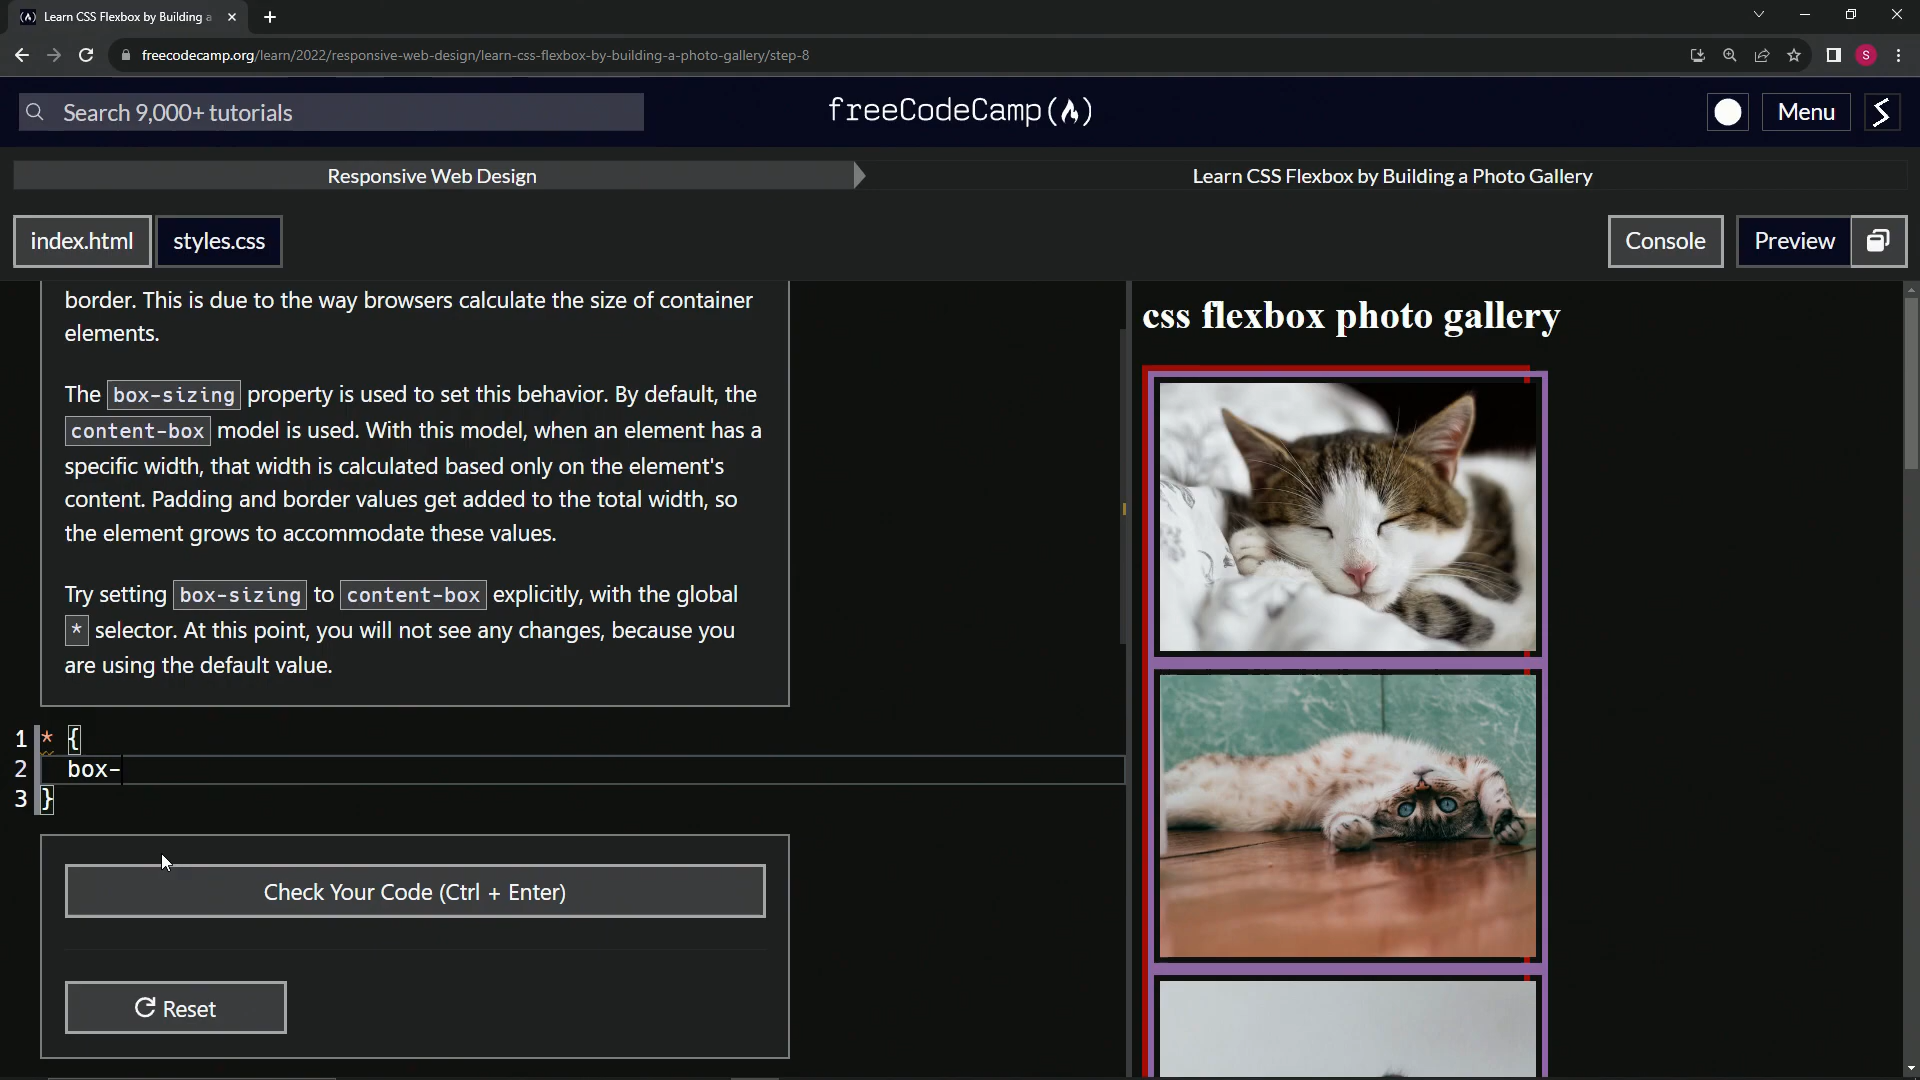 Learn CSS Flexbox by Building a
freecodecamp.org/learn/2022/responsive-web-design/learn-css-flexbox-by-building-a-photo-gallery/step-8
S
Search 9,000+ tutorials
freeCodeCamp
Menu
Responsive Web Design
Learn CSS Flexbox by Building a Photo Gallery
index.html
styles.css
Console
Preview
border. This is due to the way browsers calculate the size of container
elements.
The box-sizing property is used to set this behavior. By default, the
content-box model is used. With this model, when an element has a
specific width, that width is calculated based only on the element's
content. Padding and border values get added to the total width, so
the element grows to accommodate these values.
Try setting box-sizing to content-box explicitly, with the global
* selector. At this point, you will not see any changes, because you
are using the default value.
1 * {
2 box-
3 }
Check Your Code (Ctrl + Enter)
Reset
css flexbox photo gallery